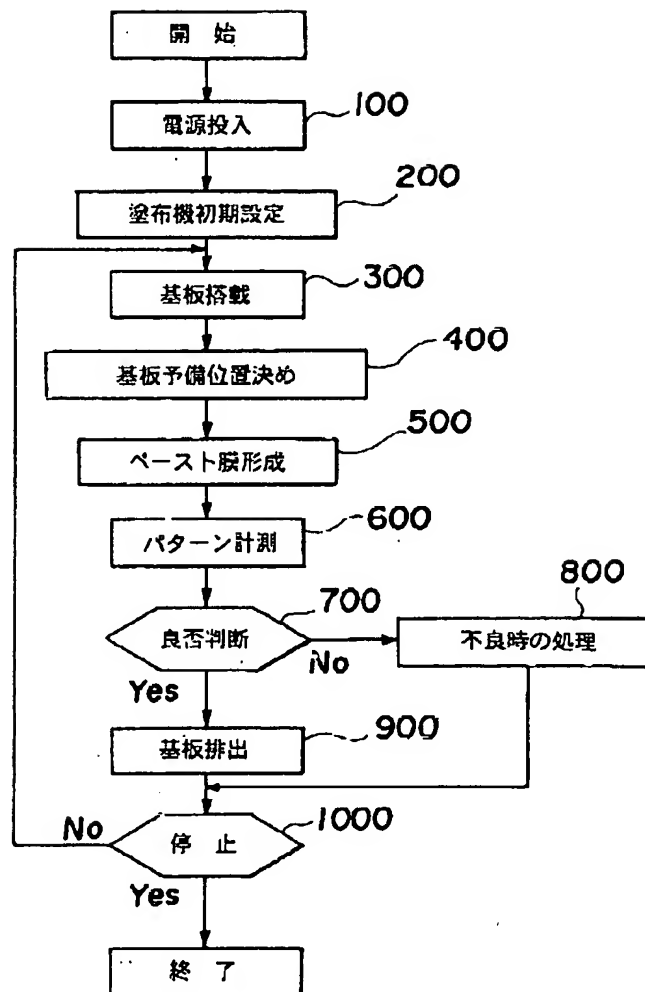 開 始
電源投入
100
塗布機初期設定
200
基板搭載
300
基板予備位置決め
400
ペースト膜形成
500
パターン計測
600
良否判断
700
No
Yes
不良時の処理
800
基板排出
900
停 止
1000
No
Yes
終 了